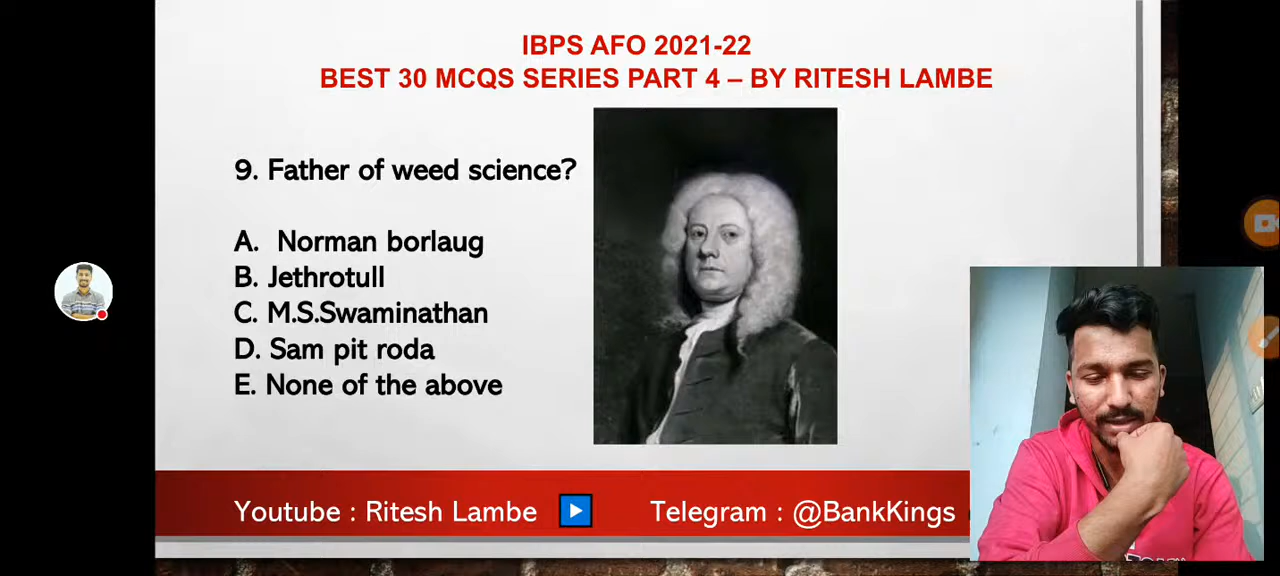 IBPS AFO 2021-22
BEST 30 MCQS SERIES PART 4 – BY RITESH LAMBE
9. Father of weed science?
A. Norman borlaug
B. Jethrotull
C. M.S.Swaminathan
D. Sam pit roda
E. None of the above
Youtube : Ritesh Lambe
Telegram : @BankKings